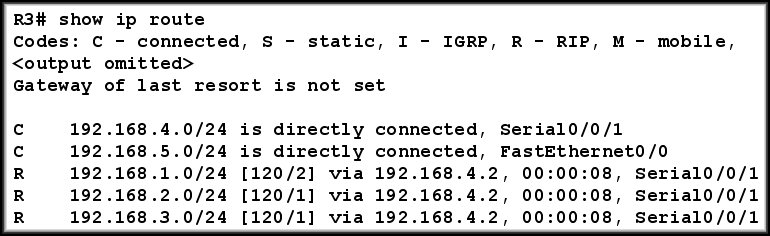 R3# show ip route
Codes: C - connected, S - static, I - IGRP, R - RIP, M - mobile,
<output omitted>
Gateway of last resort is not set
C 192.168.4.0/24 is directly connected, Serial0/0/1
C 192.168.5.0/24 is directly connected, FastEthernet0/0
R 192.168.1.0/24 [120/2] via 192.168.4.2, 00:00:08, Serial0/0/1
R 192.168.2.0/24 [120/1] via 192.168.4.2, 00:00:08, Serial0/0/1
R 192.168.3.0/24 [120/1] via 192.168.4.2, 00:00:08, Serial0/0/1